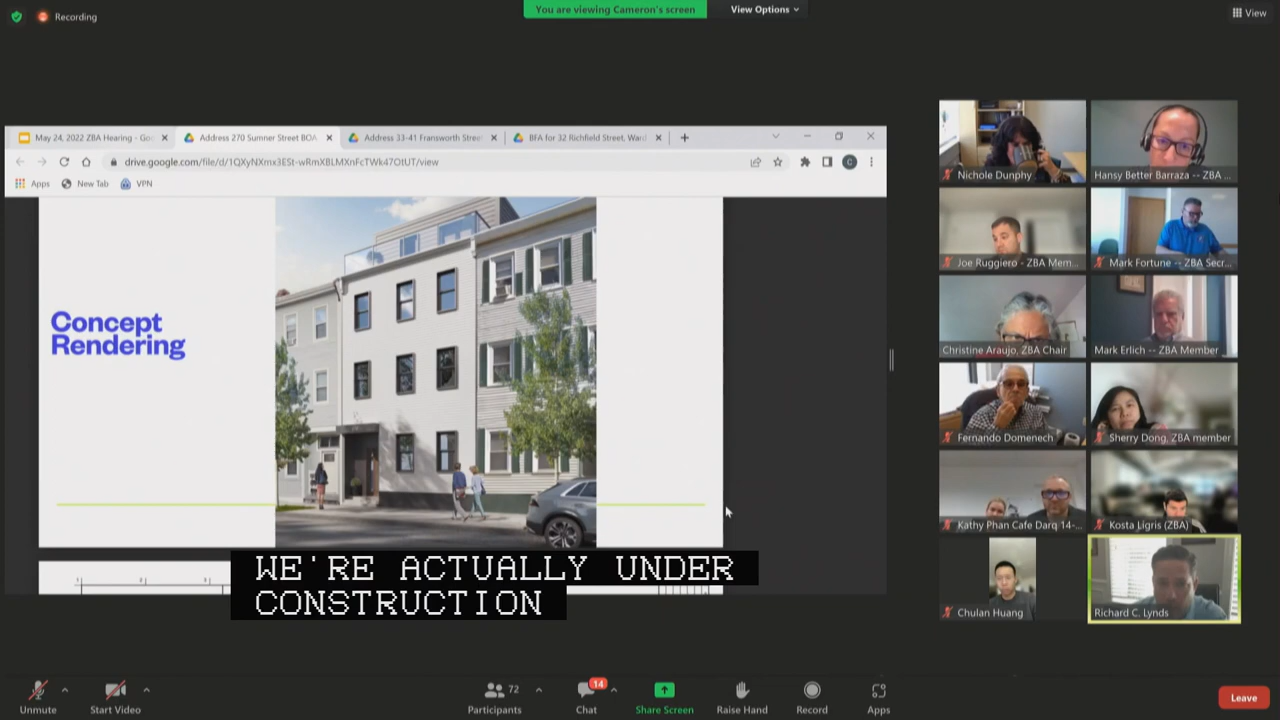 Recording
You are viewing Cameron's screen
View Options
View
May 24, 2022 ZBA Hearing - Goo
Address 270 Sumner Street BOA
Address 33-41 Fransworth Street
BFA for 32 Richfield Street, Ward
drive.google.com/file/d/1QXyNXmx3ESt-wRmXBLMXnFcTWk47OtUT/view
Apps
New Tab
VPN
Concept
Rendering
WE'RE ACTUALLY UNDER
CONSTRUCTION
Nichole Dunphy
Hansy Better Barraza -- ZBA ...
Joe Ruggiero - ZBA Mem...
Mark Fortune -- ZBA Secr...
Christine Araujo, ZBA Chair
Mark Erlich -- ZBA Member
Fernando Domenech
Sherry Dong, ZBA member
Kathy Phan Cafe Darq 14-...
Kosta Ligris (ZBA)
Chulan Huang
Richard C. Lynds
Unmute
Start Video
72
Participants
14
Chat
Share Screen
Raise Hand
Record
Apps
Leave